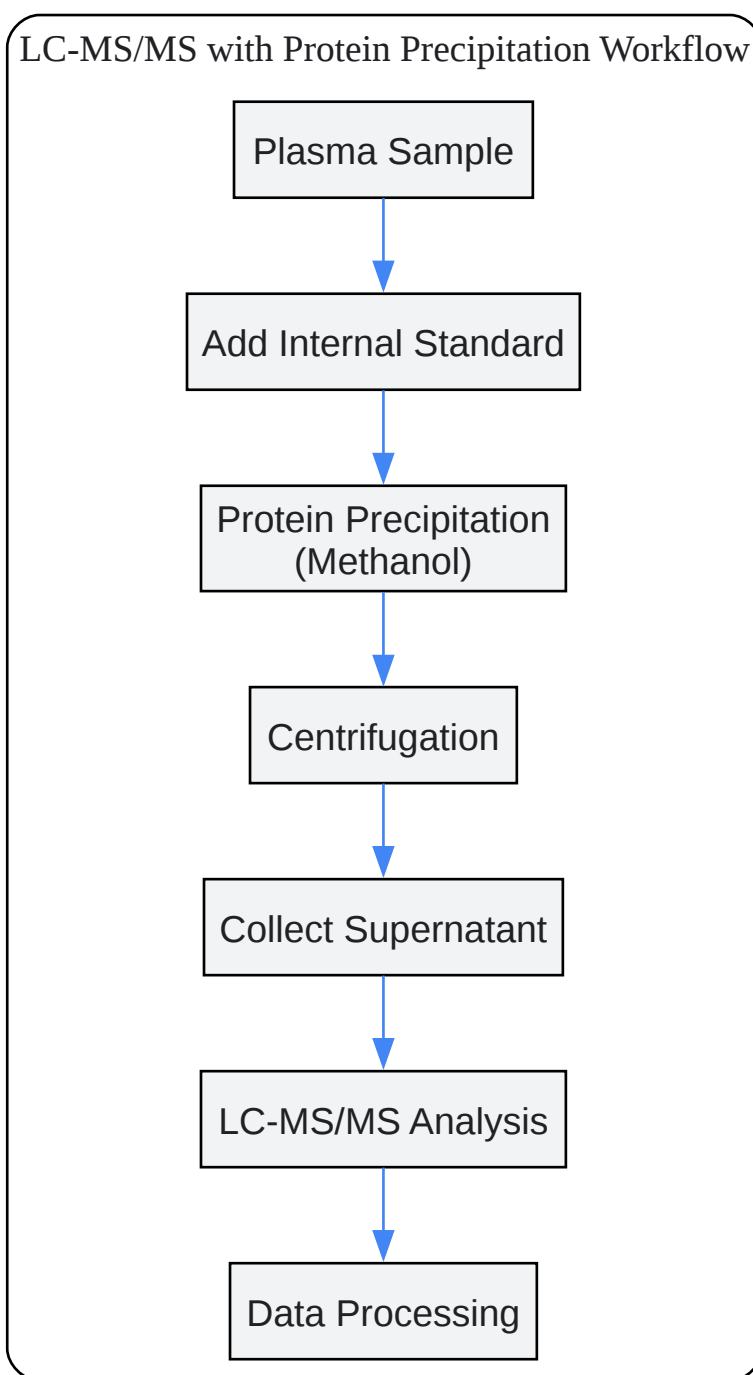 LC-MS/MS with Protein Precipitation Workflow
Plasma Sample
Add Internal Standard
Protein Precipitation
(Methanol)
Centrifugation
Collect Supernatant
LC-MS/MS Analysis
Data Processing